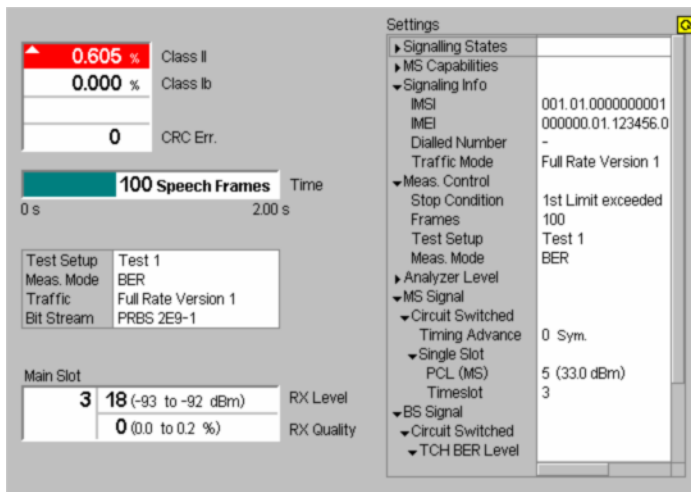 0.605 % Class II
0.000 % Class Ib
0 CRC Err.
100 Speech Frames Time
0 s 2.00 s
Test Setup Test 1
Meas. Mode BER
Traffic Full Rate Version 1
Bit Stream PRBS 2E9-1
Main Slot
3 18 (-93 to -92 dBm) RX Level
0 (0.0 to 0.2 %) RX Quality
Settings
Signalling States
MS Capabilities
Signaling Info
IMSI 001.01.0000000001
IMEI 000000.01.123456.0
Dialled Number -
Traffic Mode Full Rate Version 1
Meas. Control
Stop Condition 1st Limit exceeded
Frames 100
Test Setup Test 1
Meas. Mode BER
Analyzer Level
MS Signal
Circuit Switched
Timing Advance 0 Sym.
Single Slot
PCL (MS) 5 (33.0 dBm)
Timeslot 3
BS Signal
Circuit Switched
TCH BER Level